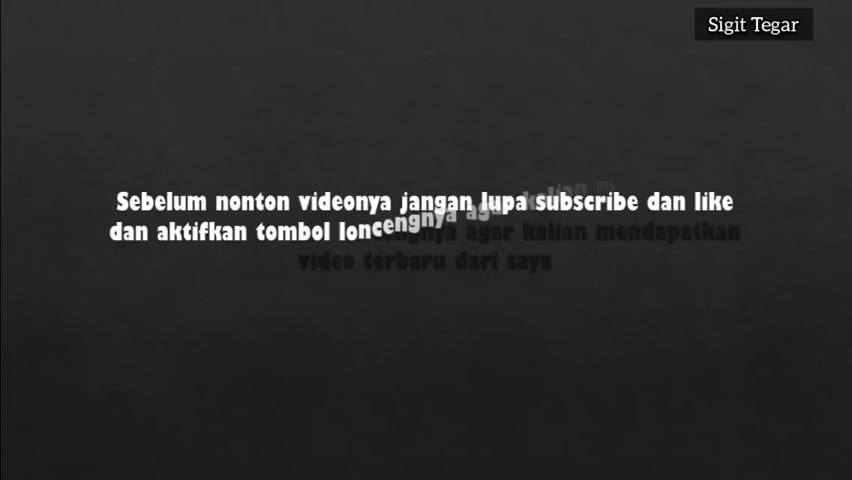 Sigit Tegar
Sebelum nonton videonya jangan lupa subscribe dan like
dan aktifkan tombol loncengnya agar kalian mendapatkan
video terbaru dari saya